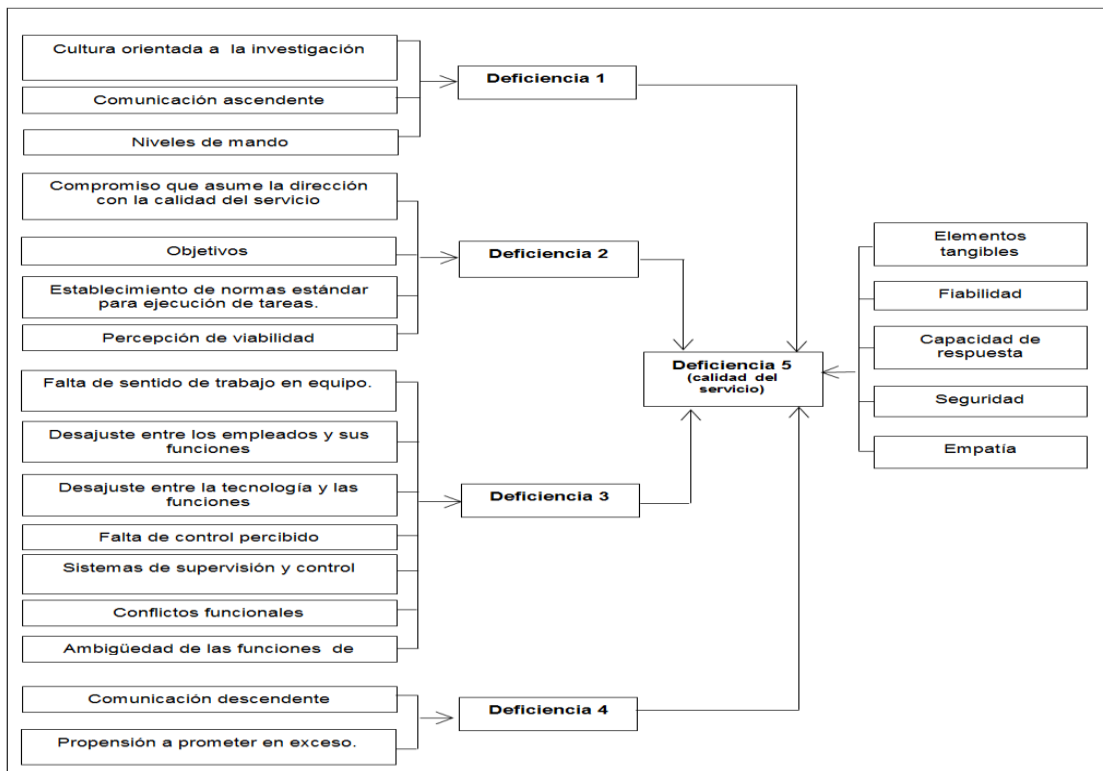 Cultura orientada a la investigación
Comunicación ascendente
Niveles de mando
Deficiencia 1
Compromiso que asume la dirección
con la calidad del servicio
Objetivos
Establecimiento de normas estándar
para ejecución de tareas.
Percepción de viabilidad
Deficiencia 2
Falta de sentido de trabajo en equipo.
Desajuste entre los empleados y sus
funciones
Desajuste entre la tecnología y las
funciones
Falta de control percibido
Sistemas de supervisión y control
Conflictos funcionales
Ambigüedad de las funciones de
Deficiencia 3
Comunicación descendente
Propensión a prometer en exceso.
Deficiencia 4
Deficiencia 5
(calidad del
servicio)
Elementos
tangibles
Fiabilidad
Capacidad de
respuesta
Seguridad
Empatía